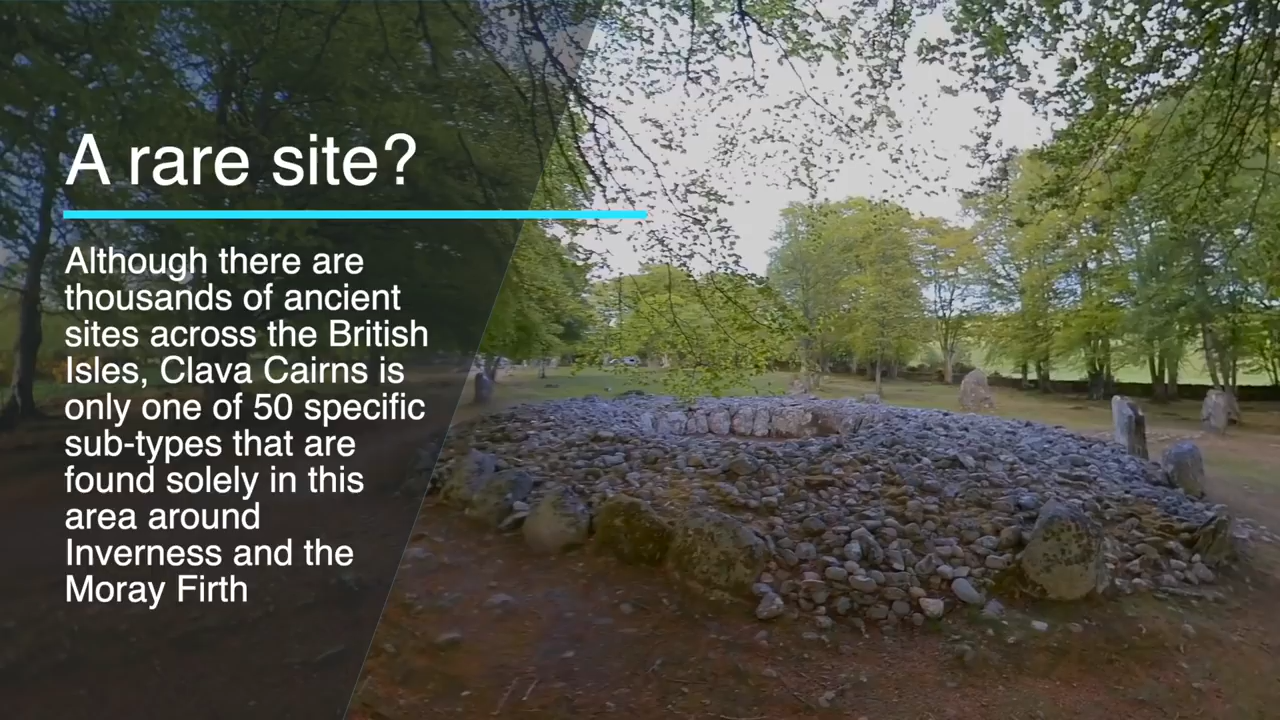 A rare site?
Although there are
thousands of ancient
sites across the British
Isles, Clava Cairns is
only one of 50 specific
sub-types that are
found solely in this
area around
Inverness and the
Moray Firth